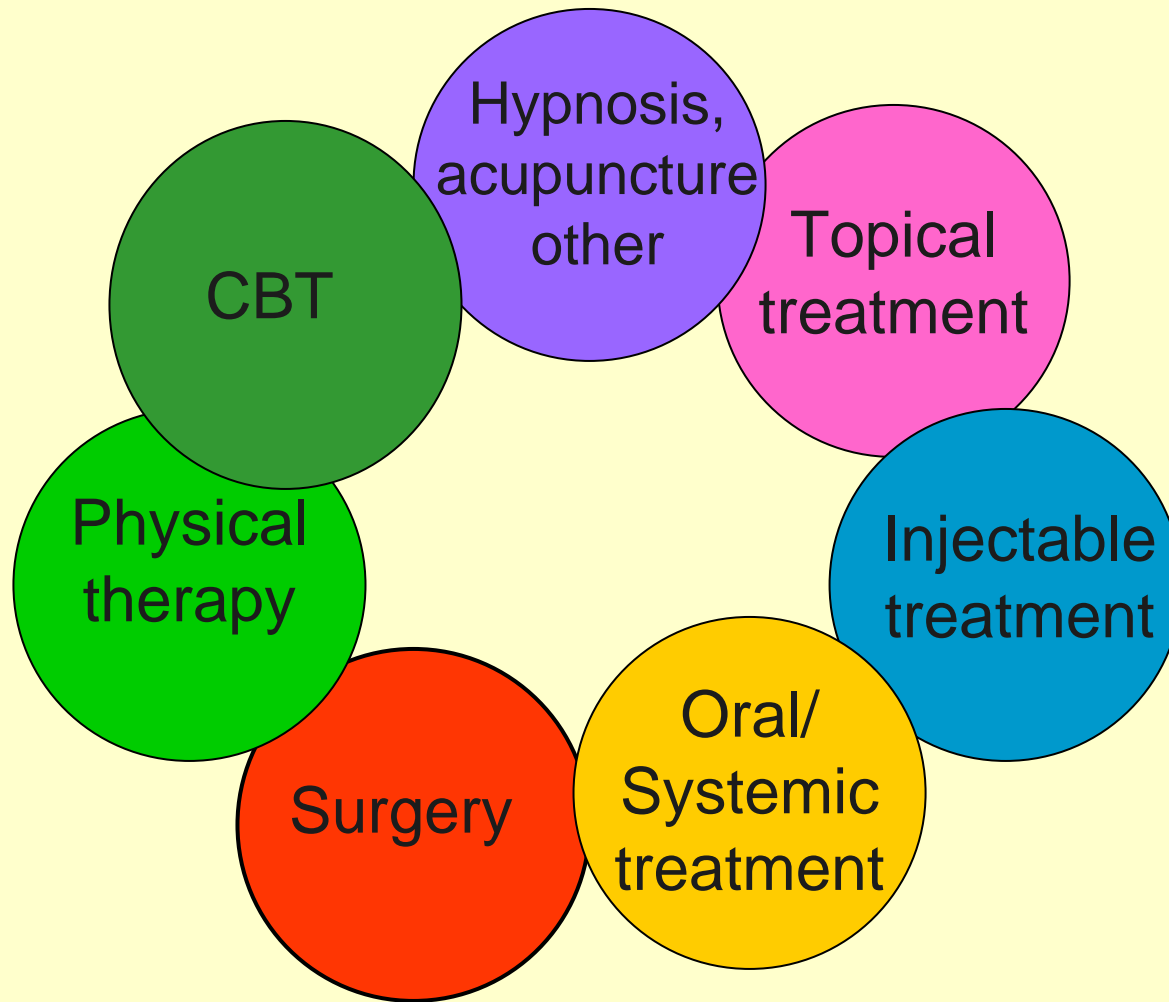 Hypnosis,
acupuncture
other
Topical
treatment
CBT
Injectable
treatment
Physical
therapy
Oral/
Systemic
treatment
Surgery